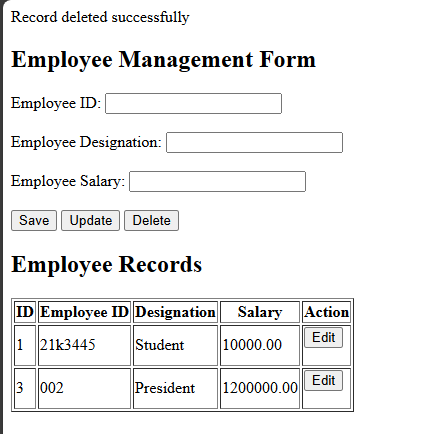 Record deleted successfully
Employee Management Form
Employee ID:
Employee Designation:
Employee Salary:
Save Update Delete
Employee Records
ID Employee ID Designation Salary Action
1 21k3445 Student 10000.00 Edit
3 002 President 1200000.00 Edit